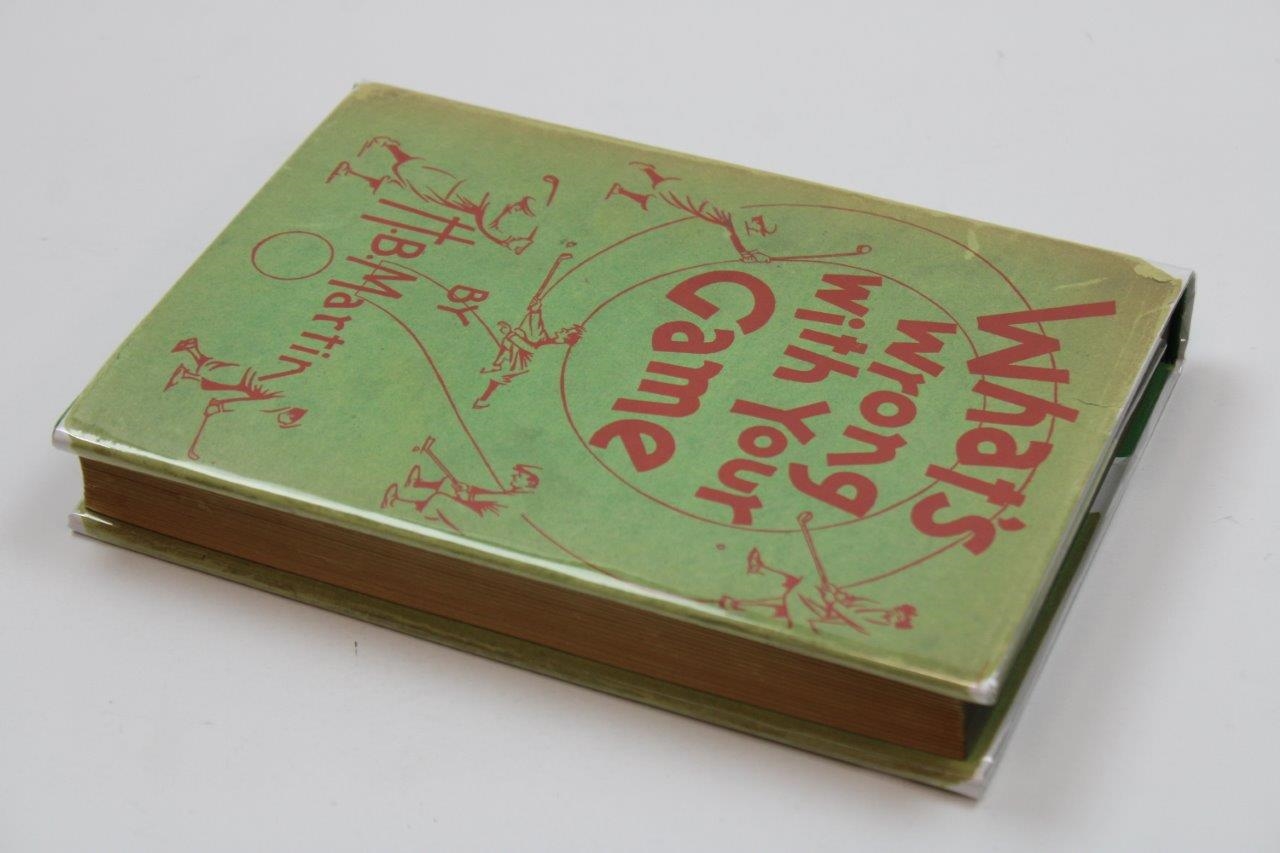 What's
wrong
with Your
Game
BY
H.B. Martin